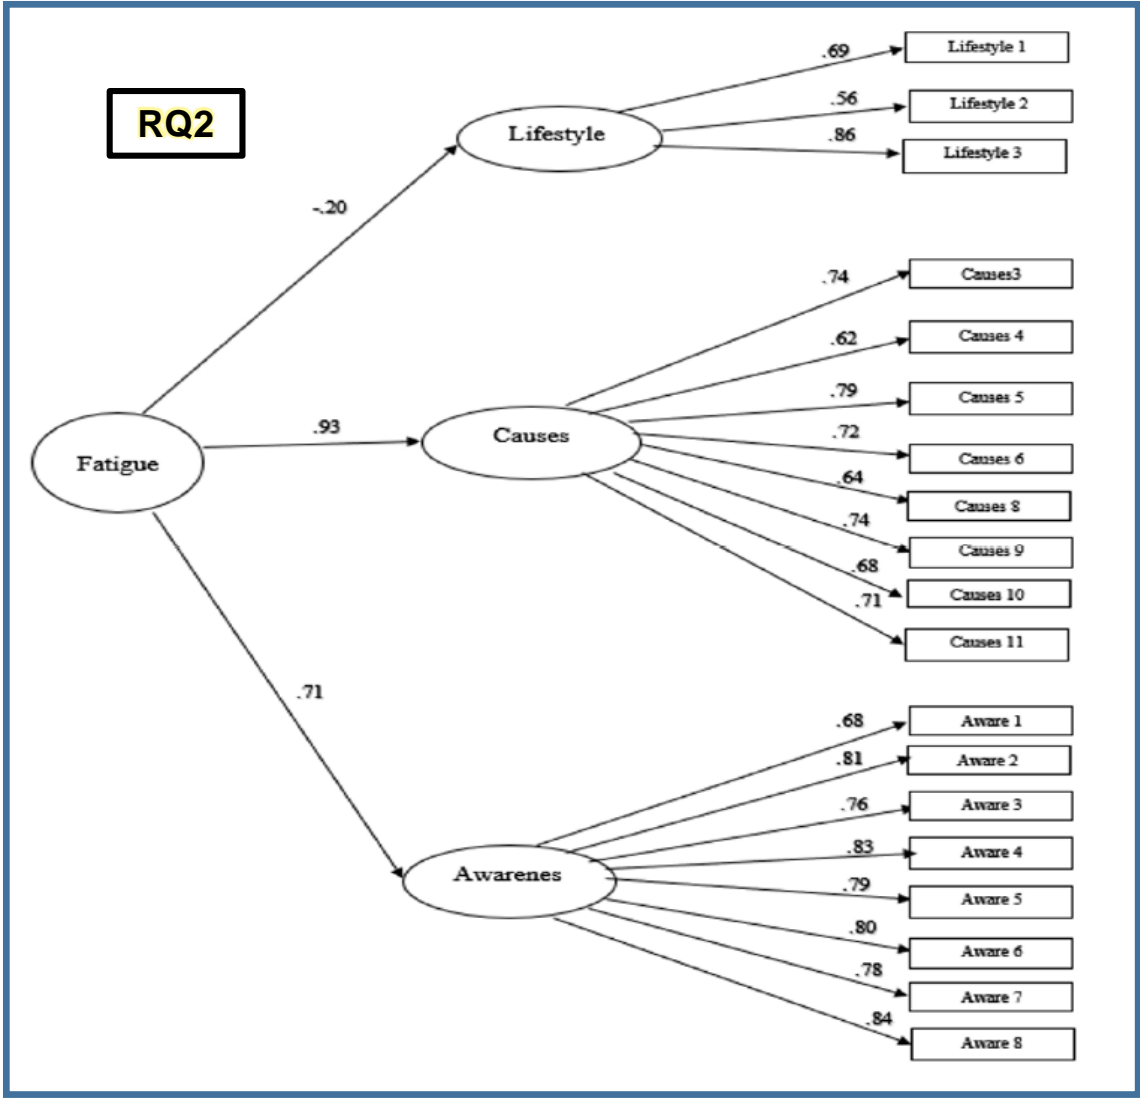 RQ2
Fatigue
-.20
.93
.71
Lifestyle
.69
Lifestyle 1
.56
Lifestyle 2
.86
Lifestyle 3
Causes
.74
Causes3
.62
Causes 4
.79
Causes 5
.72
Causes 6
.64
Causes 8
.74
Causes 9
.68
Causes 10
.71
Causes 11
Awarenes
.68
Aware 1
.81
Aware 2
.76
Aware 3
.83
Aware 4
.79
Aware 5
.80
Aware 6
.78
Aware 7
.84
Aware 8